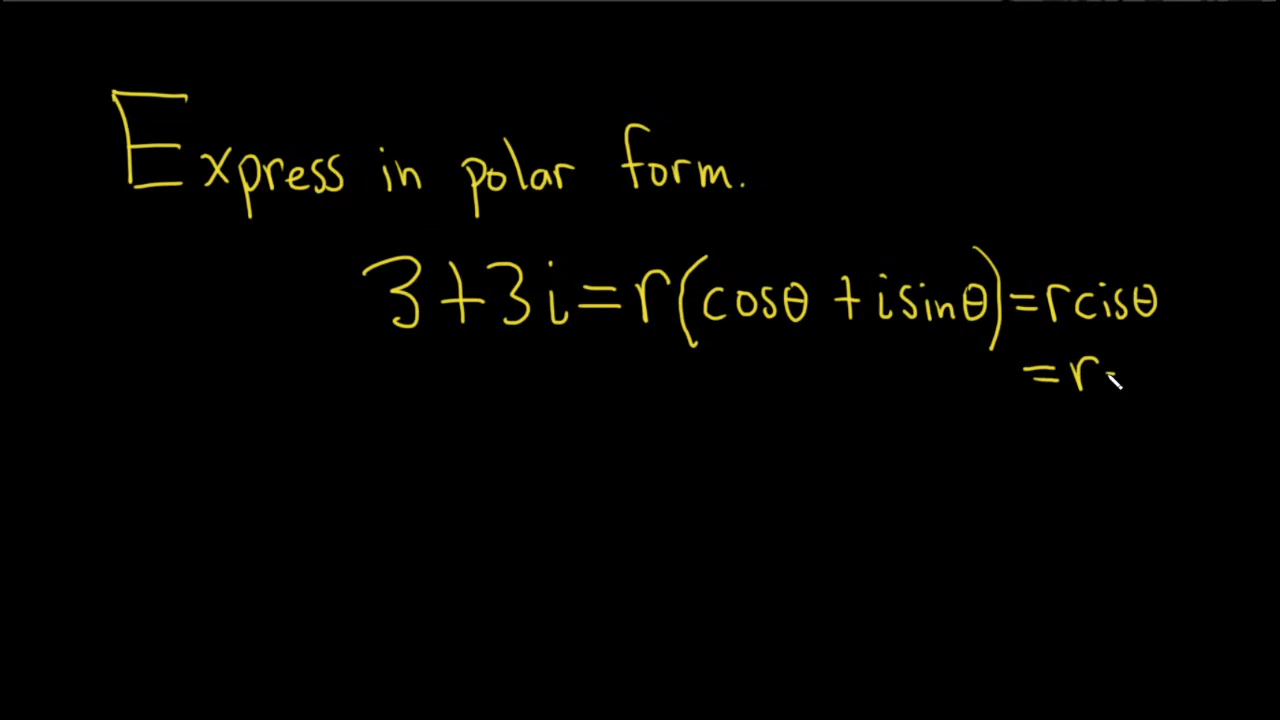 Express in polar form.
3+3i=r(cosθ +isinθ)=rcisθ
=r